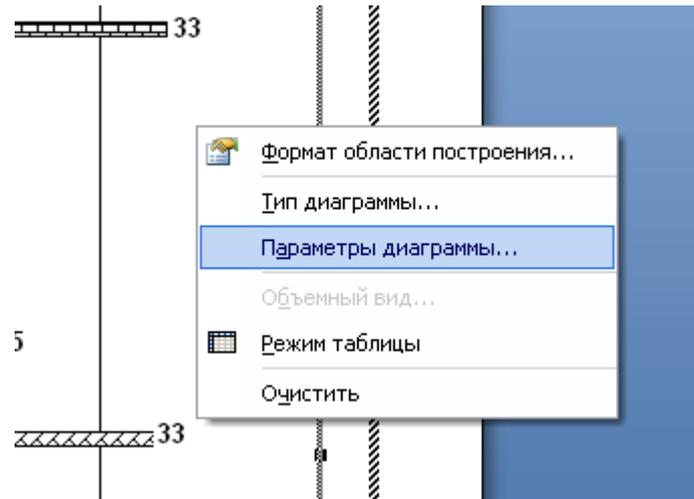 33
Формат области построения...
Тип диаграммы...
Параметры диаграммы...
Объемный вид...
Режим таблицы
5
Очистить
33